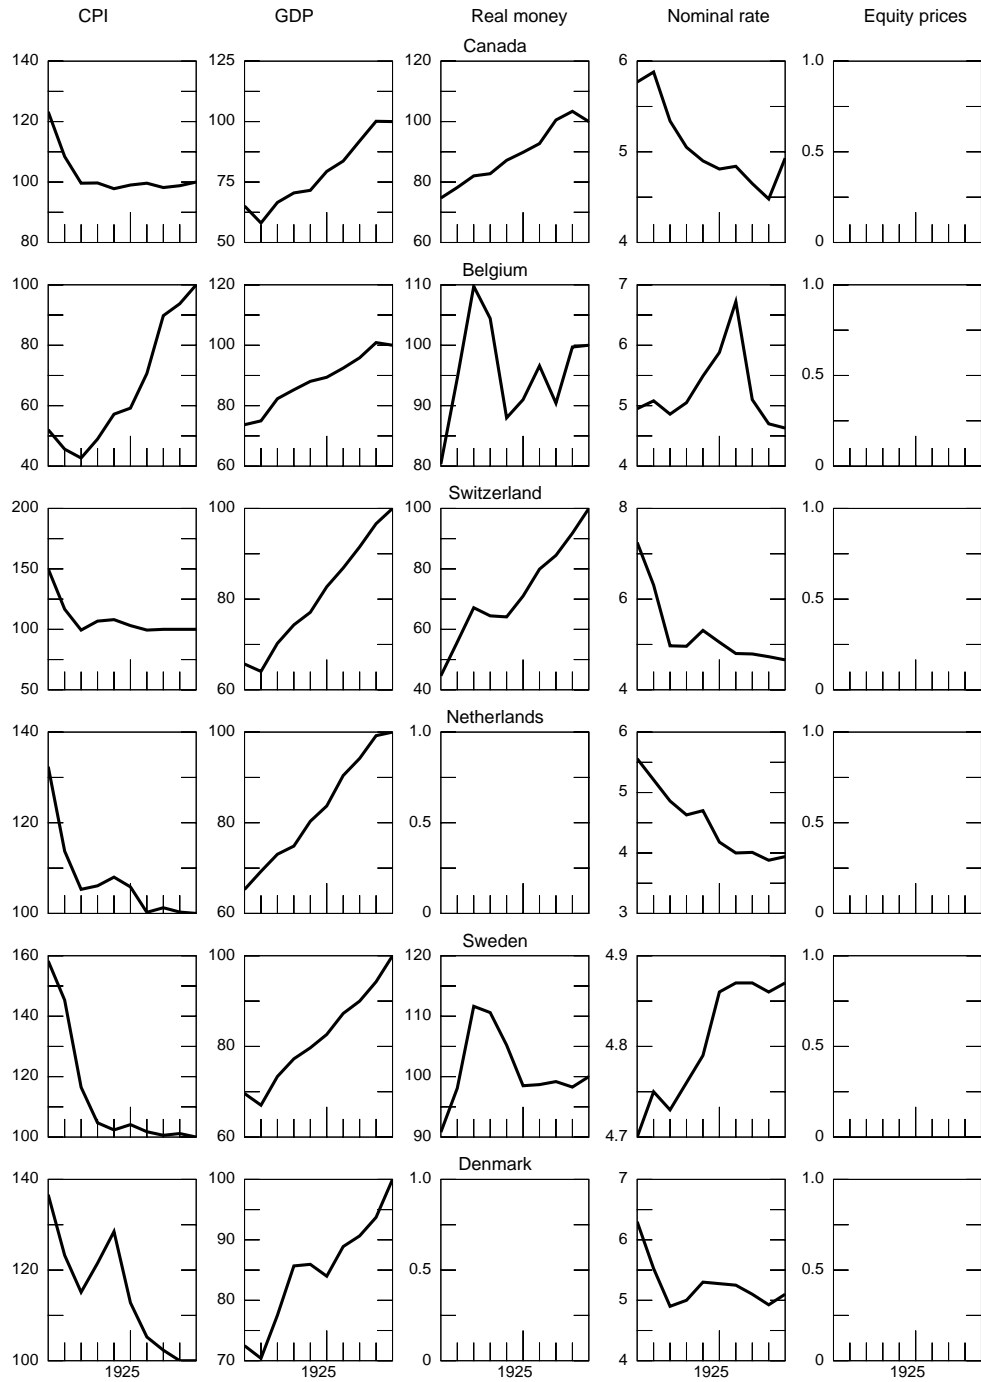 CPI GDP Real money Nominal rate Equity prices
Canada
140 125 120 6 1.0
120 100 100 5 0.5
100 75 80
80 50 60 4 0
Belgium
100 120 110 7 1.0
80 100 100 6 0.5
60 80 90 5
40 60 80 4 0
Switzerland
200 100 100 8 1.0
150 80 80 6 0.5
100 60
50 60 40 4 0
Netherlands
140 100 1.0 6 1.0
120 80 0.5 5 0.5
4
100 60 0 3 0
Sweden
160 100 120 4.9 1.0
140 80 110 4.8 0.5
120 100
100 60 90 4.7 0
Denmark
140 100 1.0 7 1.0
120 90 0.5 6 0.5
80 5
100 70 0 4 0
1925 1925 1925 1925